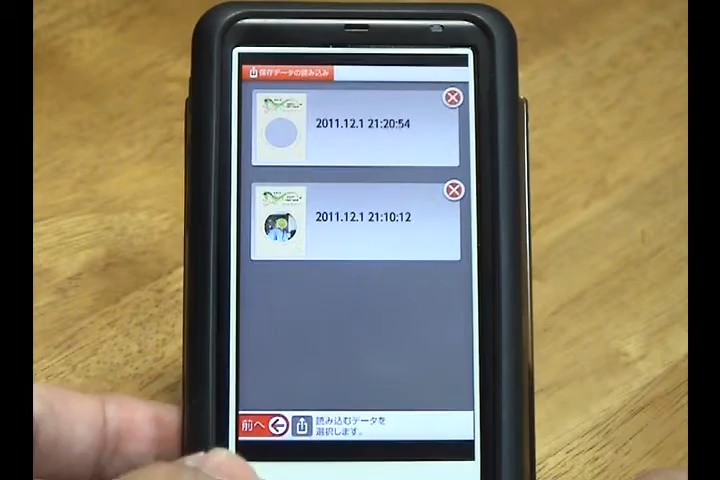 保存データの読み込み
2011.12.1 21:20:54
2011.12.1 21:10:12
前へ
読み込むデータを
選択します。